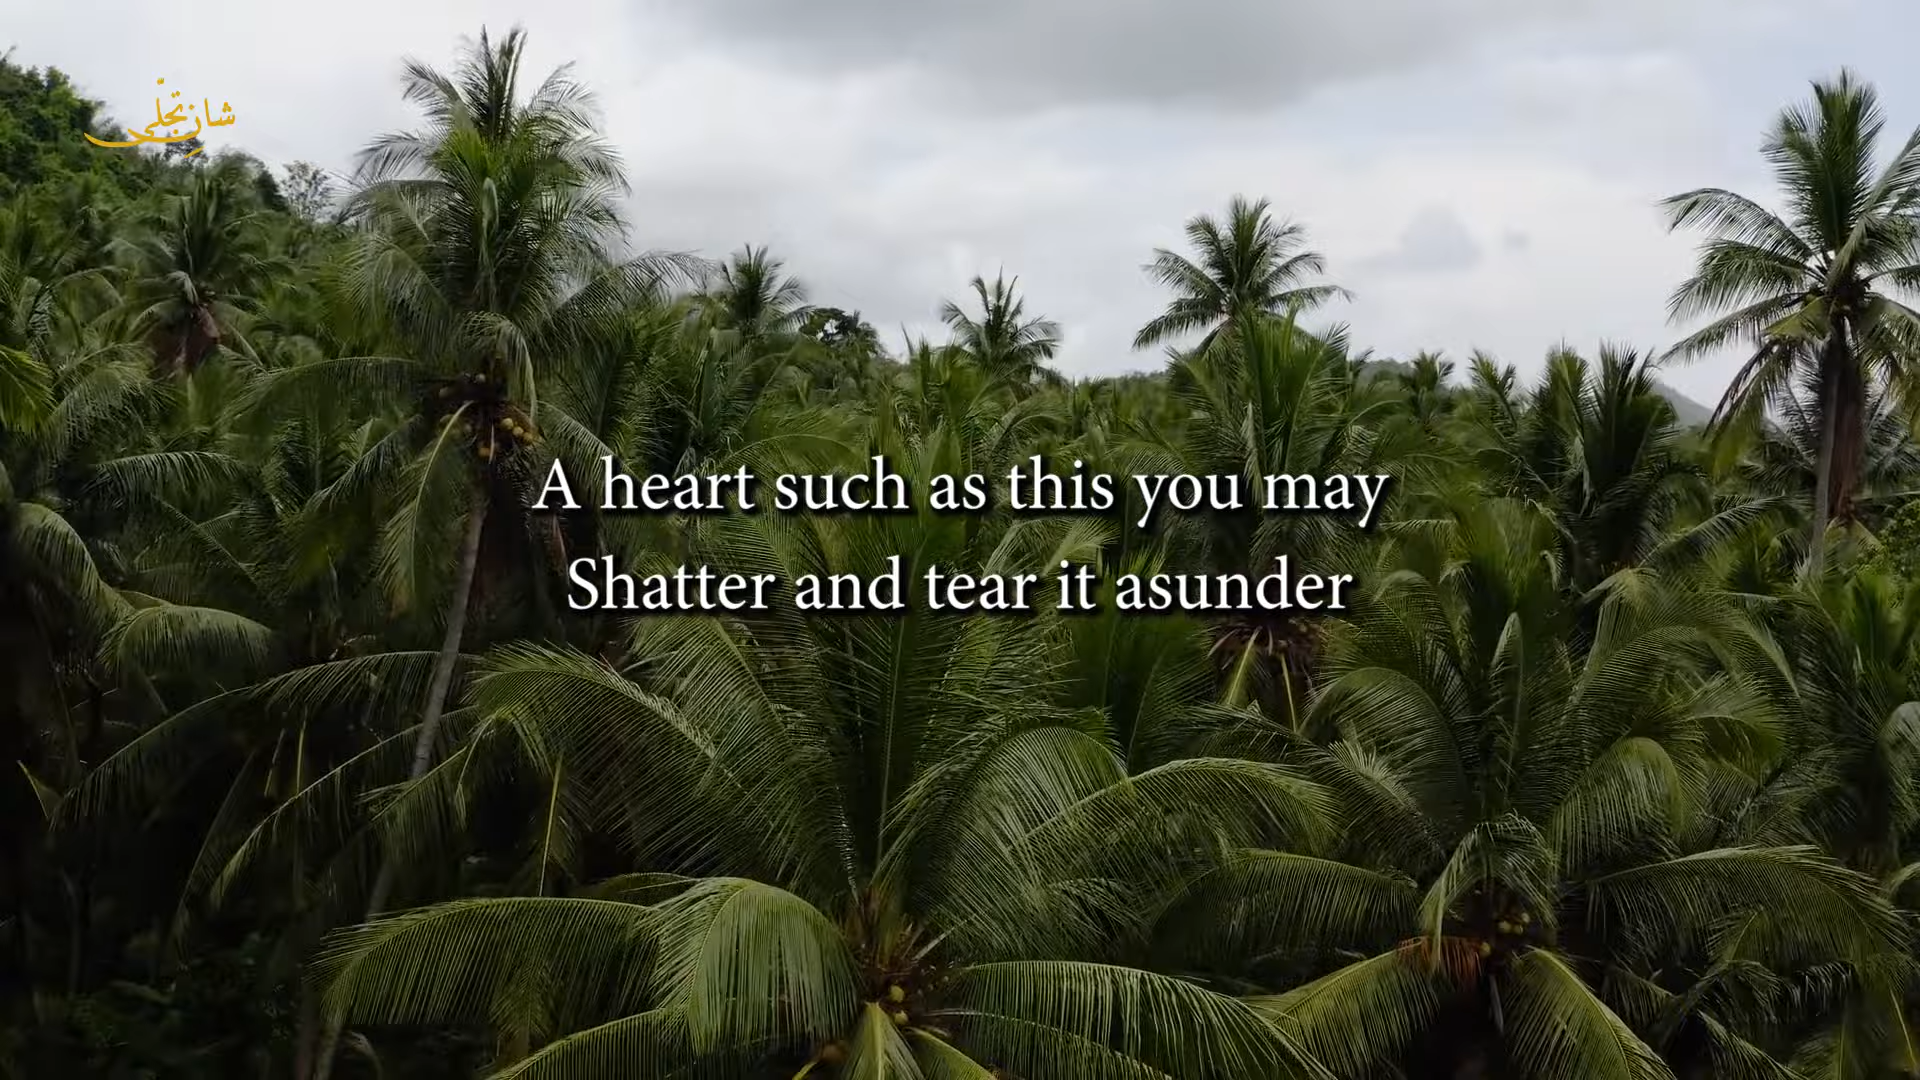 شانِ تجلّی
A heart such as this you may
Shatter and tear it asunder